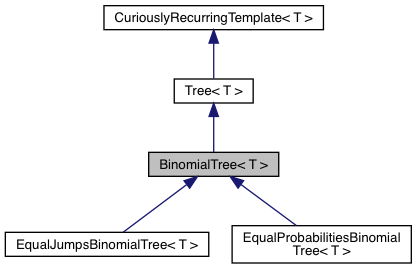 CuriouslyRecurringTemplate< T >
Tree< T >
BinomialTree< T >
EqualJumpsBinomialTree< T >
EqualProbabilitiesBinomial
Tree< T >